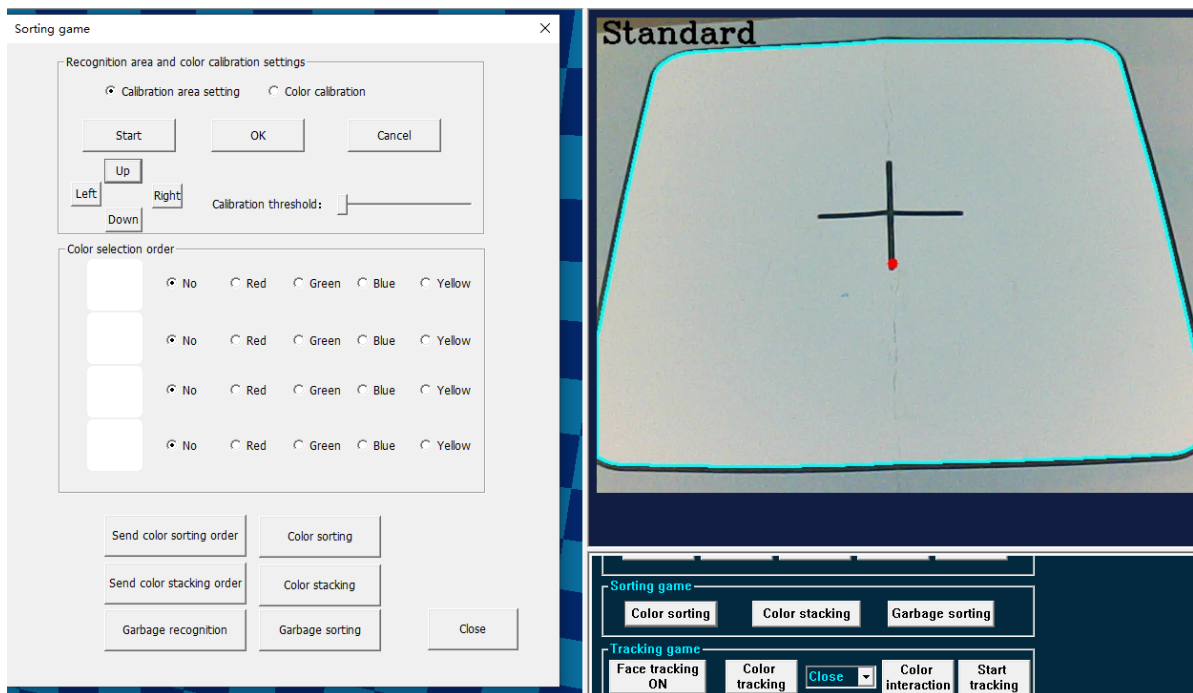 Sorting game
Recognition area and color calibration settings
Calibration area setting
Color calibration
Start
OK
Cancel
Up
Left
Right
Down
Calibration threshold:
Color selection order
No Red Green Blue Yellow
No Red Green Blue Yellow
No Red Green Blue Yellow
No Red Green Blue Yellow
Send color sorting order
Color sorting
Send color stacking order
Color stacking
Garbage recognition
Garbage sorting
Close
Standard
Sorting game
Color sorting
Color stacking
Garbage sorting
Tracking game
Face tracking
ON
Color
tracking
Close
Color
interaction
Start
tracking